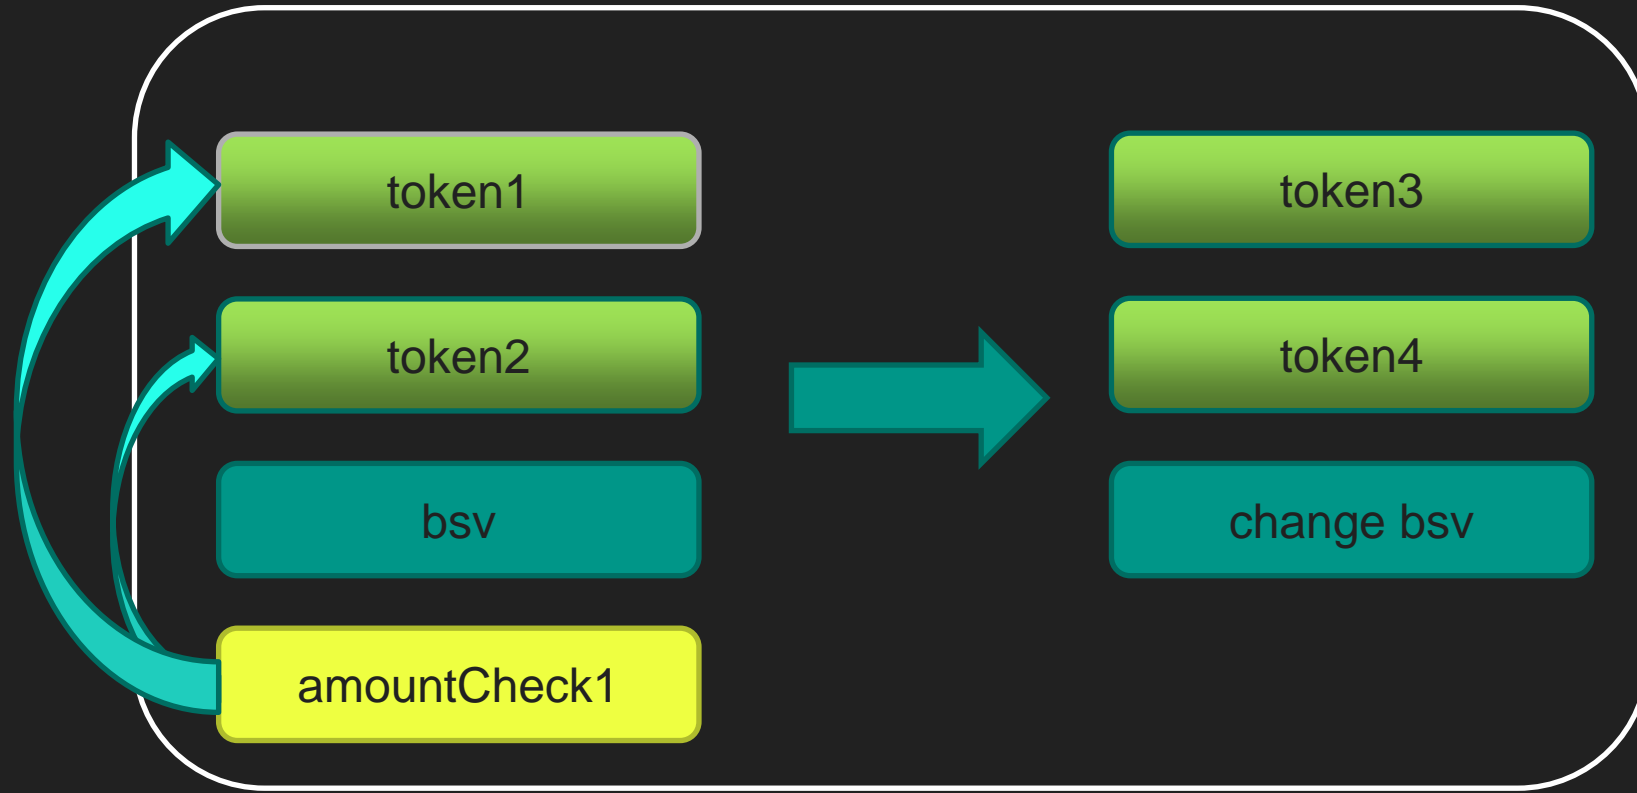 token1
token2
bsv
amountCheck1
token3
token4
change bsv